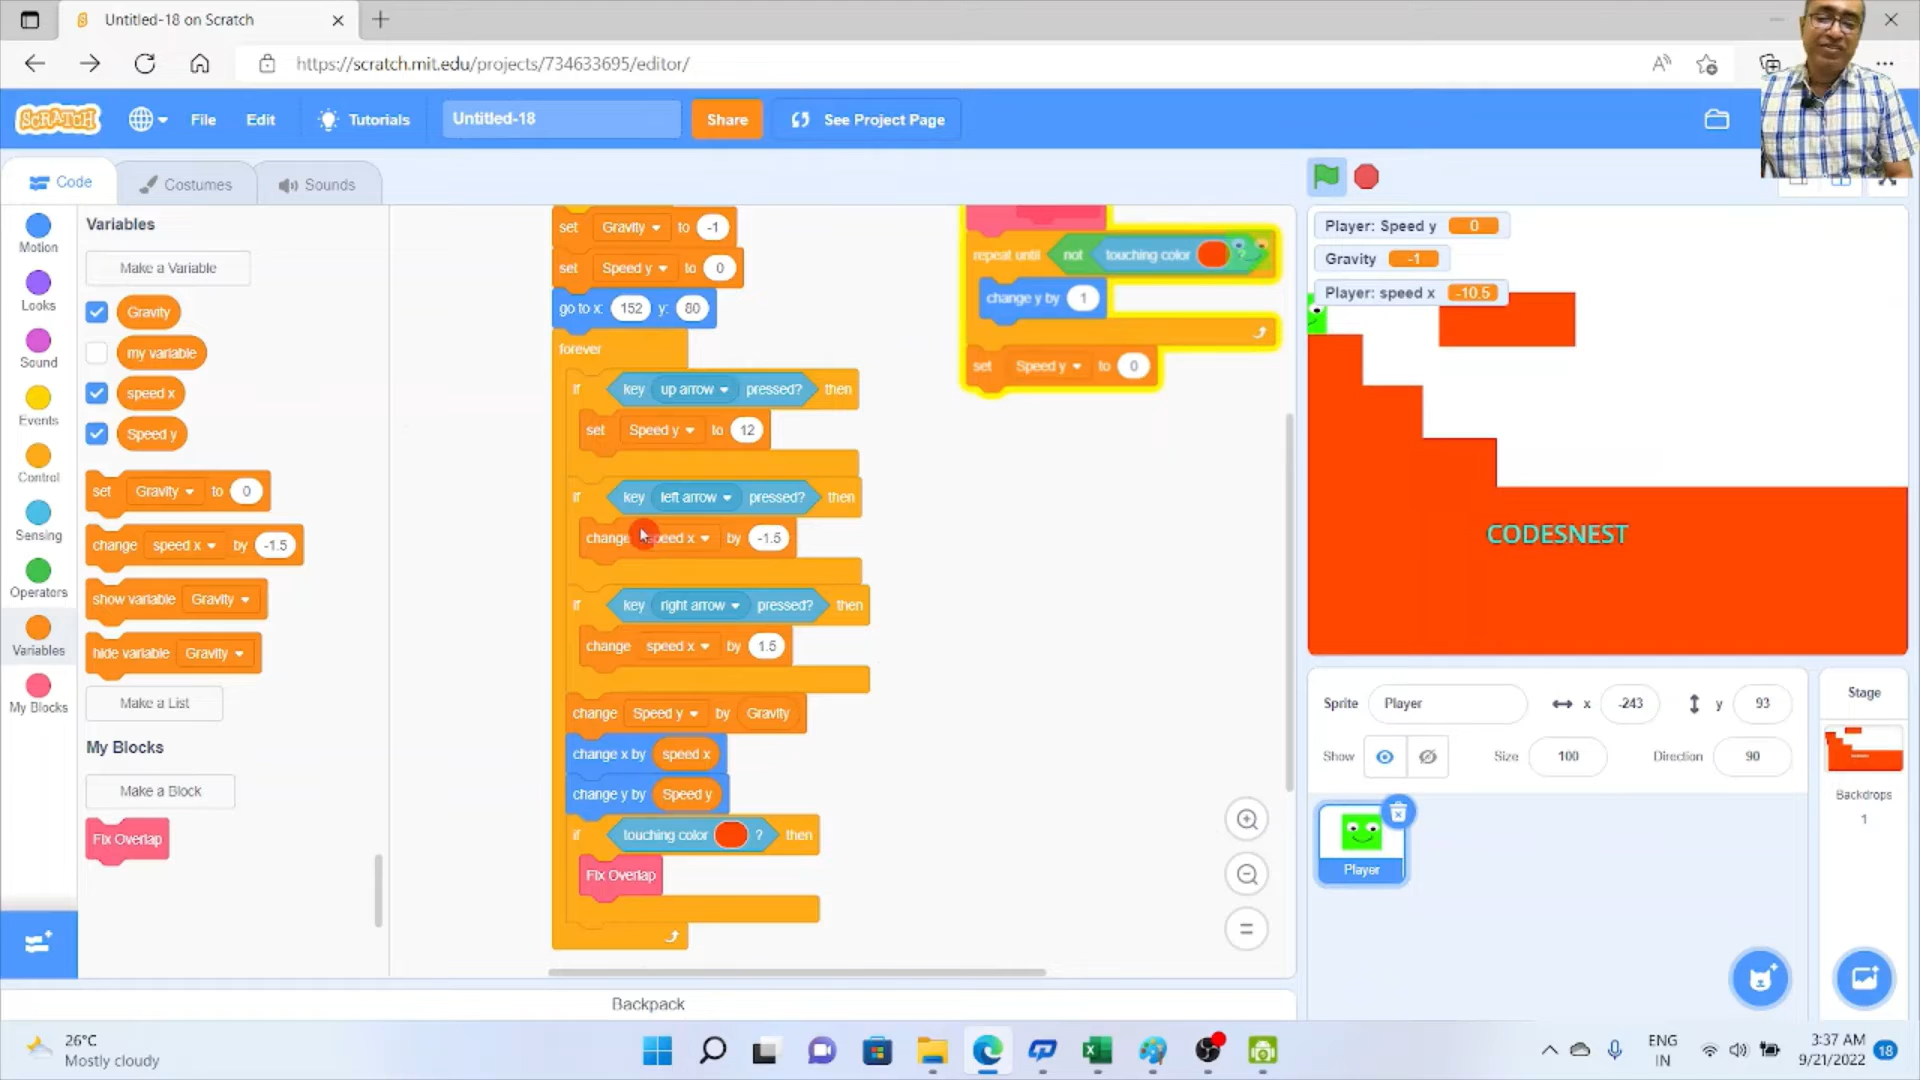 Untitled-18 on Scratch
https://scratch.mit.edu/projects/734633695/editor/
SCRATCH
File
Edit
Tutorials
Untitled-18
Share
See Project Page
Code
Costumes
Sounds
Motion
Looks
Sound
Events
Control
Sensing
Operators
Variables
My Blocks
Variables
Make a Variable
Gravity
my variable
speed x
Speed y
set Gravity to 0
change speed x by -1.5
show variable Gravity
hide variable Gravity
Make a List
My Blocks
Make a Block
Fix Overlap
set Gravity to -1
set Speed y to 0
go to x: 152 y: 80
forever
if key up arrow pressed? then
set Speed y to 12
if key left arrow pressed? then
change speed x by -1.5
if key right arrow pressed? then
change speed x by 1.5
change Speed y by Gravity
change x by speed x
change y by Speed y
if touching color ? then
Fix Overlap
repeat until not touching color ?
change y by 1
set Speed y to 0
Backpack
Player: Speed y 0
Gravity -1
Player: speed x -10.5
CODESNEST
Sprite Player x -243 y 93
Show Size 100 Direction 90
Player
Stage
Backdrops
1
26°C
Mostly cloudy
ENG
IN
3:37 AM
9/21/2022
18